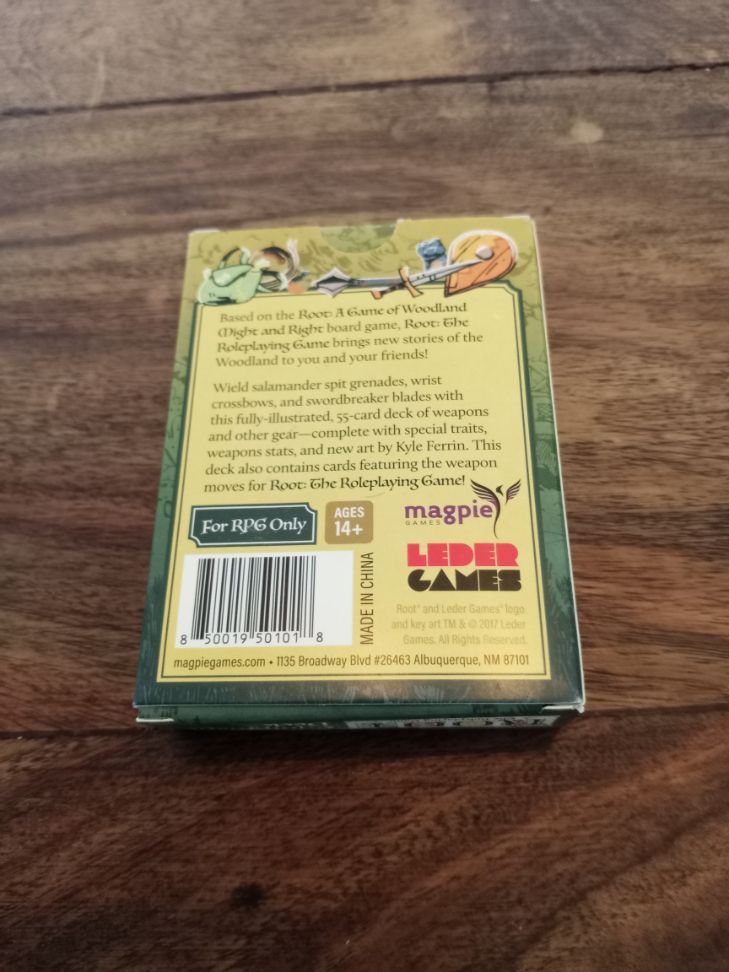 Based on the Root: A Game of Woodland
Might and Right board game, Root: The
Roleplaying Game brings new stories of the
Woodland to you and your friends!
Wield salamander spit grenades, wrist
crossbows, and swordbreaker blades with
this fully-illustrated, 55-card deck of weapons
and other gear—complete with special traits,
weapons stats, and new art by Kyle Ferrin. This
deck also contains cards featuring the weapon
moves for Root: The Roleplaying Game!
For RPG Only
AGES
14+
magpie
GAMES
LEDER
GAMES
MADE IN CHINA
8 50019 50101 8
Root® and Leder Games® logo
and key art TM & © 2017 Leder
Games. All Rights Reserved.
magpiegames.com • 1135 Broadway Blvd #26463 Albuquerque, NM 87101